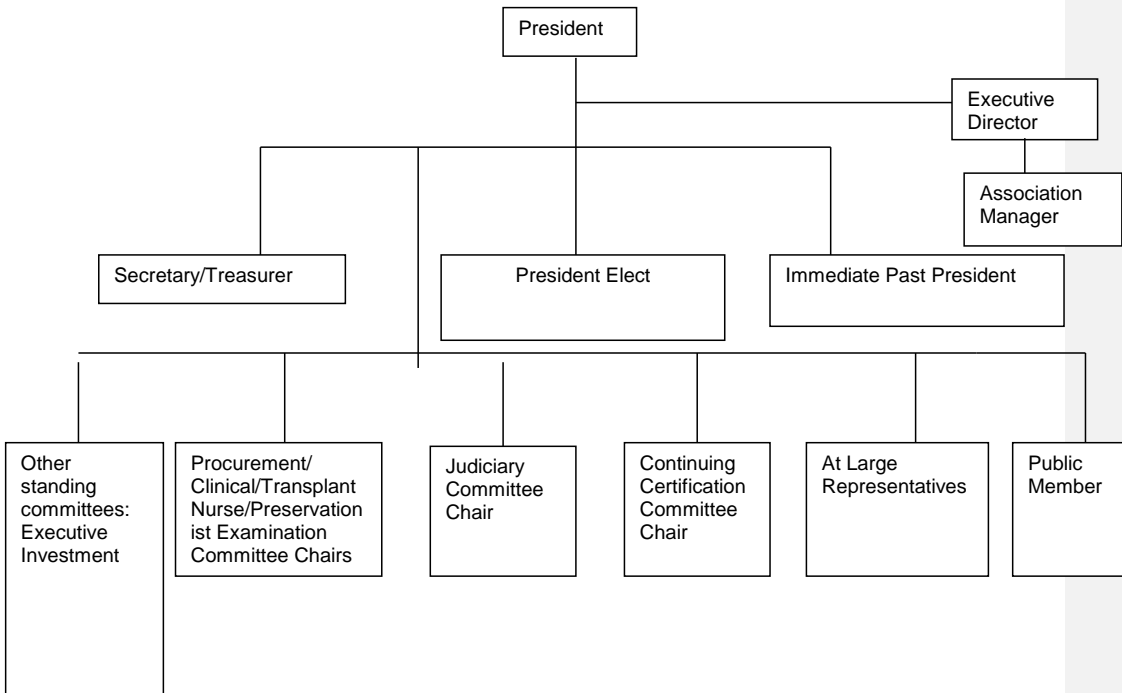 President
Executive
Director
Association
Manager
Secretary/Treasurer
President Elect
Immediate Past President
Other
standing
committees:
Executive
Investment
Procurement/
Clinical/Transplant
Nurse/Preservation
ist Examination
Committee Chairs
Judiciary
Committee
Chair
Continuing
Certification
Committee
Chair
At Large
Representatives
Public
Member